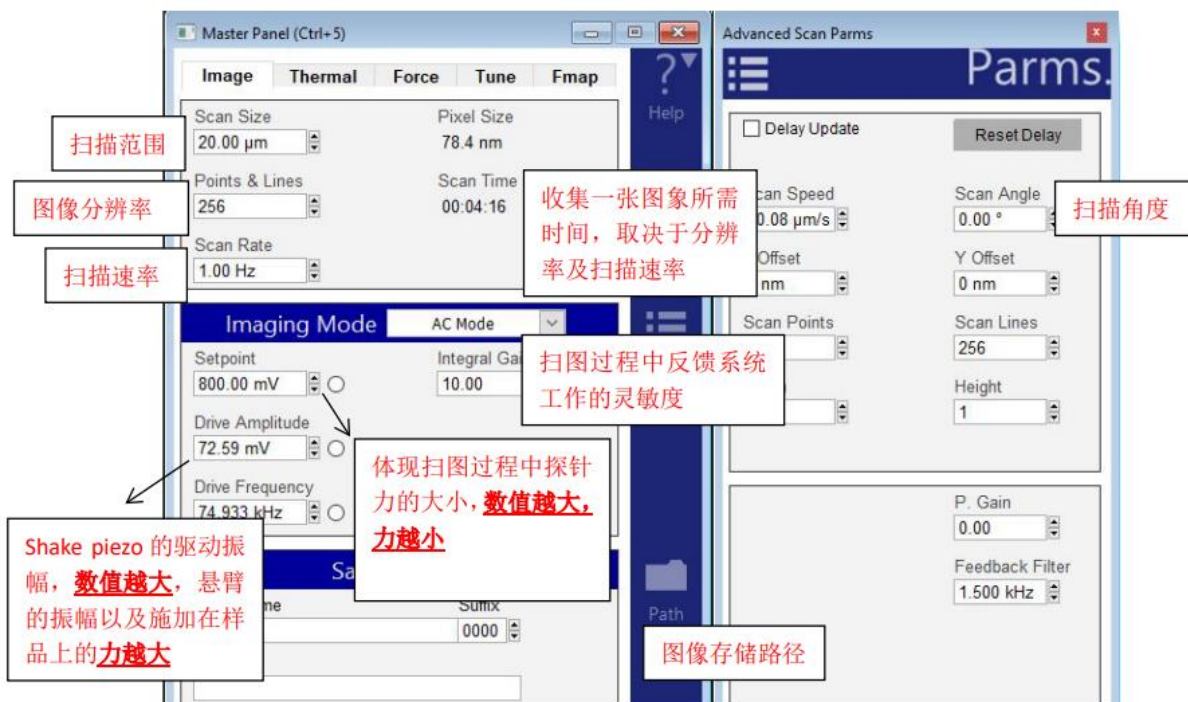 Master Panel (Ctrl+5)
Image Thermal Force Tune Fmap
Help
Scan Size
20.00 µm
Pixel Size
78.4 nm
Points & Lines
256
Scan Time
00:04:16
Scan Rate
1.00 Hz
扫描范围
图像分辨率
扫描速率
收集一张图象所需
时间，取决于分辨
率及扫描速率
Imaging Mode AC Mode
Setpoint
800.00 mV
Integral
10.00
Drive Amplitude
72.59 mV
Drive Frequency
74.933 kHz
扫图过程中反馈系统
工作的灵敏度
体现扫图过程中探针
力的大小，数值越大，
力越小
Shake piezo 的驱动振
幅，数值越大，悬臂
的振幅以及施加在样
品上的力越大
Suffix
0000
Path
图像存储路径
Advanced Scan Parms
Parms.
Delay Update
Reset Delay
Speed
0.08 µm/s
Scan Angle
0.00 °
扫描角度
Offset
nm
Y Offset
0 nm
Scan Points
Scan Lines
256
Height
1
P. Gain
0.00
Feedback Filter
1.500 kHz